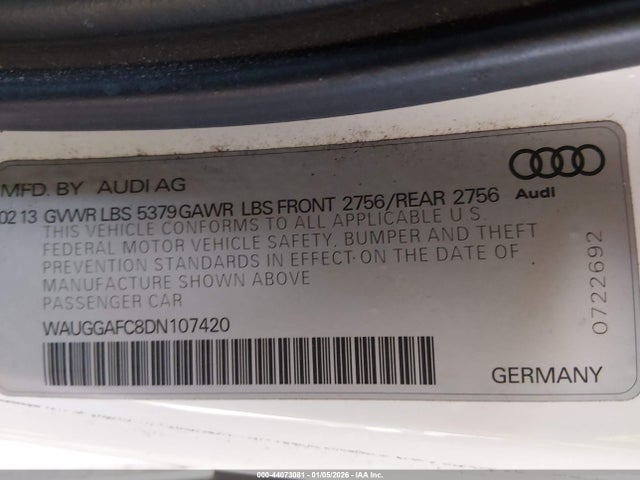 MFD. BY AUDI AG
02 13 GVWR LBS 5379 GAWR LBS FRONT 2756/REAR 2756
Audi
THIS VEHICLE CONFORMS TO ALL APPLICABLE U.S.
FEDERAL MOTOR VEHICLE SAFETY, BUMPER AND THEFT
PREVENTION STANDARDS IN EFFECT ON THE DATE OF
MANUFACTURE SHOWN ABOVE
PASSENGER CAR
0722692
WAUGGAFC8DN107420
GERMANY
000-44073081 - 01/05/2026 - IAAI.com